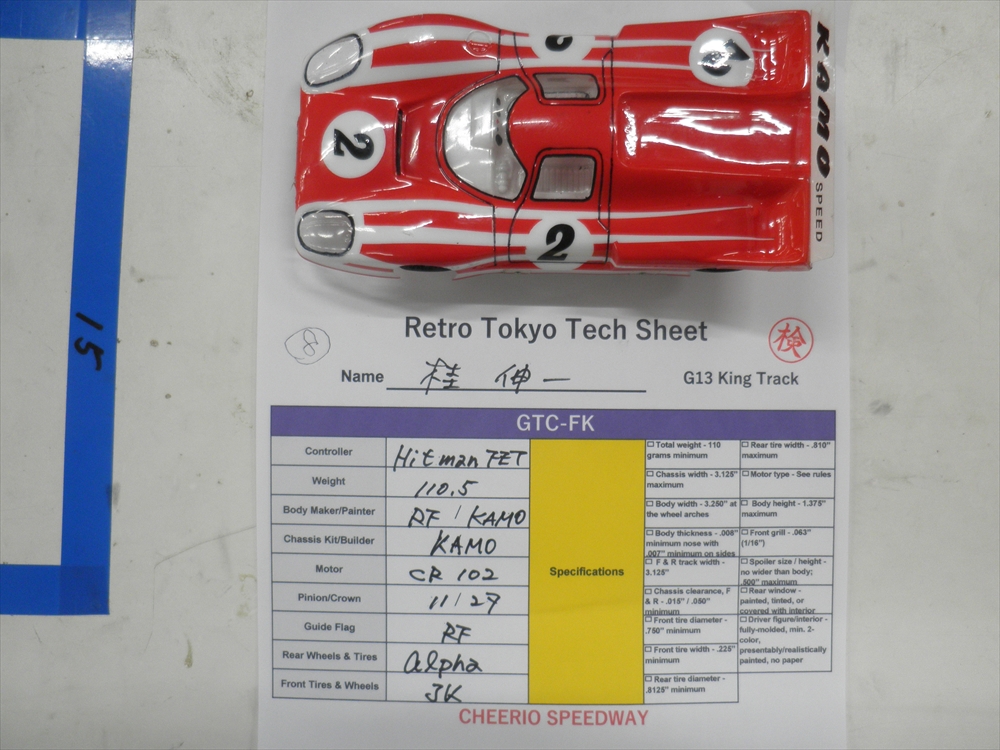 2
2
KAMO SPEED
2
15
8
Retro Tokyo Tech Sheet
検
Name 桂 伸一
G13 King Track
GTC-FK
Controller Hitman FET
Weight 110.5
Body Maker/Painter RF / KAMO
Chassis Kit/Builder KAMO
Motor CR 102
Pinion/Crown 11/29
Guide Flag RF
Rear Wheels & Tires Alpha
Front Tires & Wheels JK
Specifications
Total weight - 110
grams minimum
Chassis width - 3.125"
maximum
Body width - 3.250" at
the wheel arches
Body thickness - .008"
minimum nose with
.007" minimum on sides
F & R track width -
3.125"
Chassis clearance, F
& R - .015" / .050"
minimum
Front tire diameter -
.750" minimum
Front tire width - .225"
minimum
Rear tire diameter -
.8125" minimum
Rear tire width - .810"
maximum
Motor type - See rules
Body height - 1.375"
maximum
Front grill - .063"
(1/16")
Spoiler size / height -
no wider than body;
.500" maximum
Rear window -
painted, tinted, or
covered with interior
Driver figure/interior -
fully-molded, min. 2-
color,
presentably/realistically
painted, no paper
CHEERIO SPEEDWAY